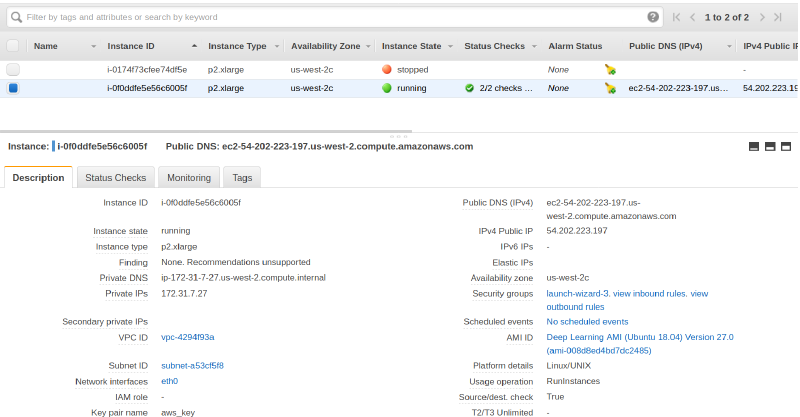 Filter by tags and attributes or search by keyword
1 to 2 of 2
Name Instance ID Instance Type Availability Zone Instance State Status Checks Alarm Status Public DNS (IPv4) IPv4 Public IP
i-0174f73cfee74df5e p2.xlarge us-west-2c stopped None -
i-0f0ddfe5e56c6005f p2.xlarge us-west-2c running 2/2 checks ... None ec2-54-202-223-197.us... 54.202.223.19
Instance: i-0f0ddfe5e56c6005f Public DNS: ec2-54-202-223-197.us-west-2.compute.amazonaws.com
Description Status Checks Monitoring Tags
Instance ID i-0f0ddfe5e56c6005f Public DNS (IPv4) ec2-54-202-223-197.us-
west-2.compute.amazonaws.com
Instance state running IPv4 Public IP 54.202.223.197
Instance type p2.xlarge IPv6 IPs -
Finding None. Recommendations unsupported Elastic IPs
Private DNS ip-172-31-7-27.us-west-2.compute.internal Availability zone us-west-2c
Private IPs 172.31.7.27 Security groups launch-wizard-3. view inbound rules. view
outbound rules
Secondary private IPs Scheduled events No scheduled events
VPC ID vpc-4294f93a AMI ID Deep Learning AMI (Ubuntu 18.04) Version 27.0
(ami-008d8ed4bd7dc2485)
Subnet ID subnet-a53cf5f8 Platform details Linux/UNIX
Network interfaces eth0 Usage operation RunInstances
IAM role - Source/dest. check True
Key pair name aws_key T2/T3 Unlimited -